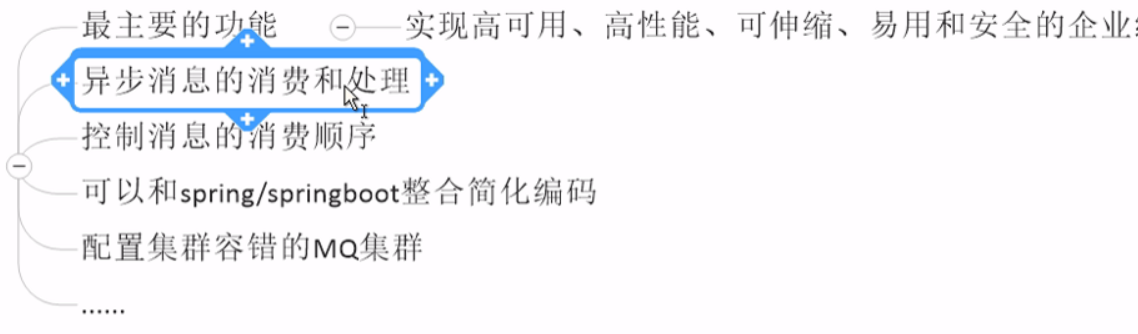 最主要的功能 实现高可用、高性能、可伸缩、易用和安全的企业
异步消息的消费和处理
控制消息的消费顺序
可以和spring/springboot整合简化编码
配置集群容错的MQ集群
......